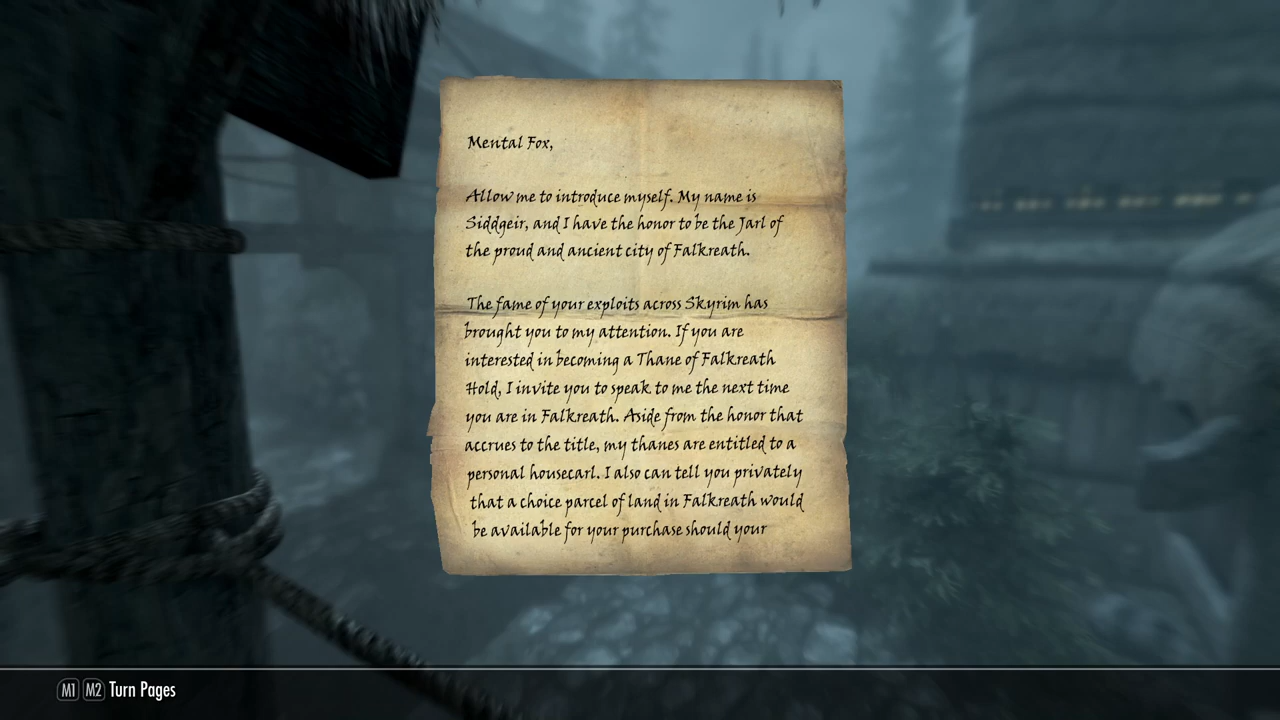 Mental Fox,
Allow me to introduce myself. My name is
Siddgeir, and I have the honor to be the Jarl of
the proud and ancient city of Falkreath.
The fame of your exploits across Skyrim has
brought you to my attention. If you are
interested in becoming a Thane of Falkreath
Hold, I invite you to speak to me the next time
you are in Falkreath. Aside from the honor that
accrues to the title, my thanes are entitled to a
personal housecarl. I also can tell you privately
that a choice parcel of land in Falkreath would
be available for your purchase should your
M1 M2 Turn Pages